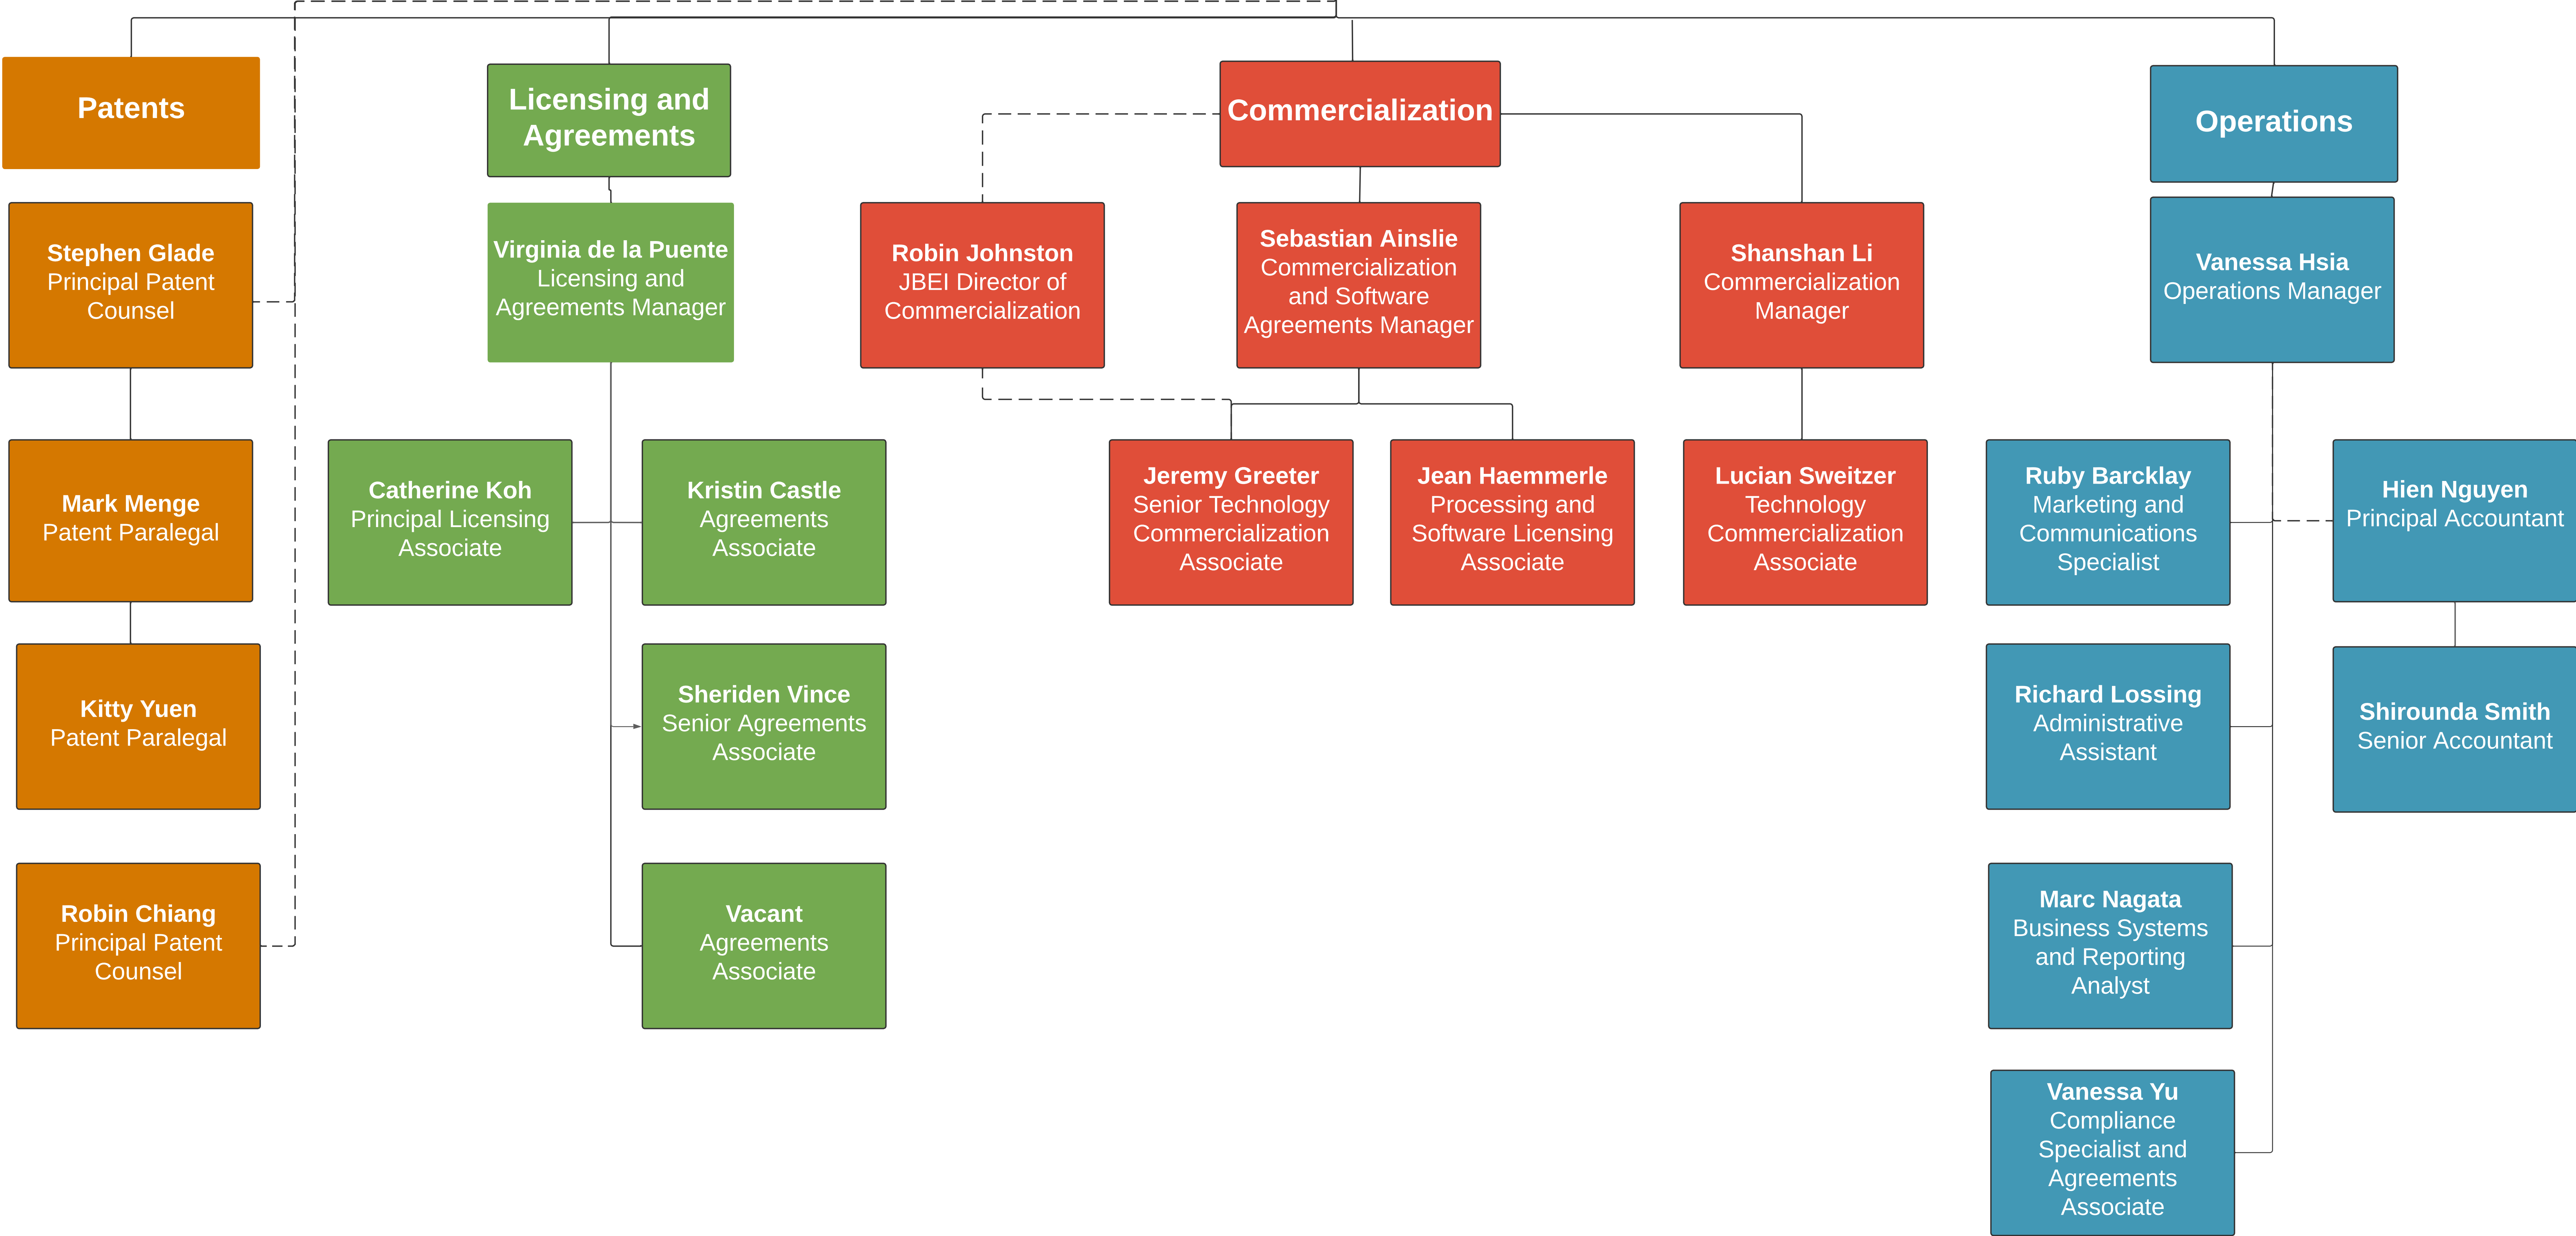 Patents
Licensing and
Agreements
Commercialization
Operations
Stephen Glade
Principal Patent
Counsel
Virginia de la Puente
Licensing and
Agreements Manager
Robin Johnston
JBEI Director of
Commercialization
Sebastian Ainslie
Commercialization
and Software
Agreements Manager
Shanshan Li
Commercialization
Manager
Vanessa Hsia
Operations Manager
Mark Menge
Patent Paralegal
Catherine Koh
Principal Licensing
Associate
Kristin Castle
Agreements
Associate
Jeremy Greeter
Senior Technology
Commercialization
Associate
Jean Haemmerle
Processing and
Software Licensing
Associate
Lucian Sweitzer
Technology
Commercialization
Associate
Ruby Barcklay
Marketing and
Communications
Specialist
Hien Nguyen
Principal Accountant
Kitty Yuen
Patent Paralegal
Sheriden Vince
Senior Agreements
Associate
Richard Lossing
Administrative
Assistant
Shirounda Smith
Senior Accountant
Robin Chiang
Principal Patent
Counsel
Vacant
Agreements
Associate
Marc Nagata
Business Systems
and Reporting
Analyst
Vanessa Yu
Compliance
Specialist and
Agreements
Associate